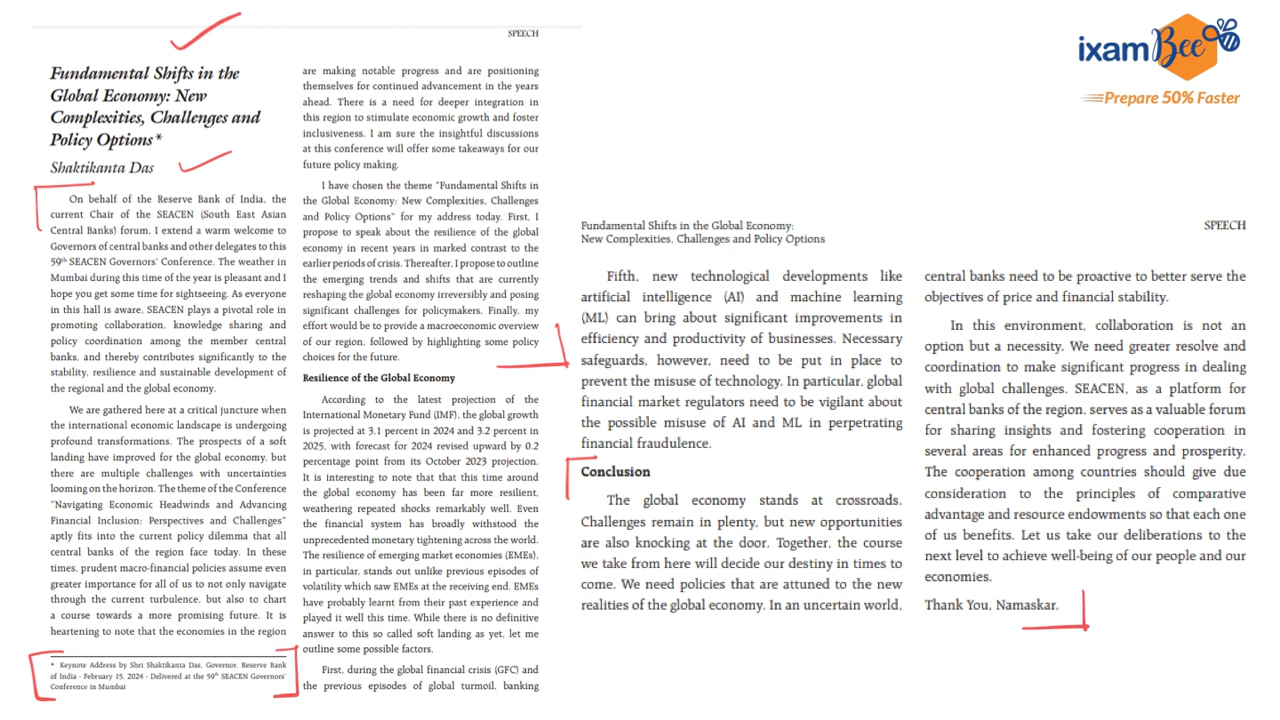 SPEECH
Fundamental Shifts in the
Global Economy: New
Complexities, Challenges and
Policy Options*
Shaktikanta Das
On behalf of the Reserve Bank of India, the
current Chair of the SEACEN (South East Asian
Central Banks) forum, I extend a warm welcome to
Governors of central banks and other delegates to this
59th SEACEN Governors' Conference. The weather in
Mumbai during this time of the year is pleasant and I
hope you get some time for sightseeing. As everyone
in this hall is aware, SEACEN plays a pivotal role in
promoting collaboration, knowledge sharing and
policy coordination among the member central
banks, and thereby contributes significantly to the
stability, resilience and sustainable development of
the regional and the global economy.
We are gathered here at a critical juncture when
the international economic landscape is undergoing
profound transformations. The prospects of a soft
landing have improved for the global economy, but
there are multiple challenges with uncertainties
looming on the horizon. The theme of the Conference
"Navigating Economic Headwinds and Advancing
Financial Inclusion: Perspectives and Challenges"
aptly fits into the current policy dilemma that all
central banks of the region face today. In these
times, prudent macro-financial policies assume even
greater importance for all of us to not only navigate
through the current turbulence, but also to chart
a course towards a more promising future. It is
heartening to note that the economies in the region
* Keynote Address by Shri Shaktikanta Das, Governor, Reserve Bank
of India - February 15, 2024 - Delivered at the 59th SEACEN Governors'
Conference in Mumbai
are making notable progress and are positioning
themselves for continued advancement in the years
ahead. There is a need for deeper integration in
this region to stimulate economic growth and foster
inclusiveness. I am sure the insightful discussions
at this conference will offer some takeaways for our
future policy making.
I have chosen the theme "Fundamental Shifts in
the Global Economy: New Complexities, Challenges
and Policy Options" for my address today. First, I
propose to speak about the resilience of the global
economy in recent years in marked contrast to the
earlier periods of crisis. Thereafter, I propose to outline
the emerging trends and shifts that are currently
reshaping the global economy irreversibly and posing
significant challenges for policymakers. Finally, my
effort would be to provide a macroeconomic overview
of our region, followed by highlighting some policy
choices for the future.
Resilience of the Global Economy
According to the latest projection of the
International Monetary Fund (IMF), the global growth
is projected at 3.1 percent in 2024 and 3.2 percent in
2025, with forecast for 2024 revised upward by 0.2
percentage point from its October 2023 projection.
It is interesting to note that that this time around
the global economy has been far more resilient,
weathering repeated shocks remarkably well. Even
the financial system has broadly withstood the
unprecedented monetary tightening across the world.
The resilience of emerging market economies (EMEs),
in particular, stands out unlike previous episodes of
volatility which saw EMEs at the receiving end. EMEs
have probably learnt from their past experience and
played it well this time. While there is no definitive
answer to this so called soft landing as yet, let me
outline some possible factors.
First, during the global financial crisis (GFC) and
the previous episodes of global turmoil, banking
ixamBee
Prepare 50% Faster
Fundamental Shifts in the Global Economy:
New Complexities, Challenges and Policy Options
SPEECH
Fifth, new technological developments like
artificial intelligence (AI) and machine learning
(ML) can bring about significant improvements in
efficiency and productivity of businesses. Necessary
safeguards, however, need to be put in place to
prevent the misuse of technology. In particular, global
financial market regulators need to be vigilant about
the possible misuse of AI and ML in perpetrating
financial fraudulence.
Conclusion
The global economy stands at crossroads.
Challenges remain in plenty, but new opportunities
are also knocking at the door. Together, the course
we take from here will decide our destiny in times to
come. We need policies that are attuned to the new
realities of the global economy. In an uncertain world,
central banks need to be proactive to better serve the
objectives of price and financial stability.
In this environment, collaboration is not an
option but a necessity. We need greater resolve and
coordination to make significant progress in dealing
with global challenges. SEACEN, as a platform for
central banks of the region, serves as a valuable forum
for sharing insights and fostering cooperation in
several areas for enhanced progress and prosperity.
The cooperation among countries should give due
consideration to the principles of comparative
advantage and resource endowments so that each one
of us benefits. Let us take our deliberations to the
next level to achieve well-being of our people and our
economies.
Thank You, Namaskar.